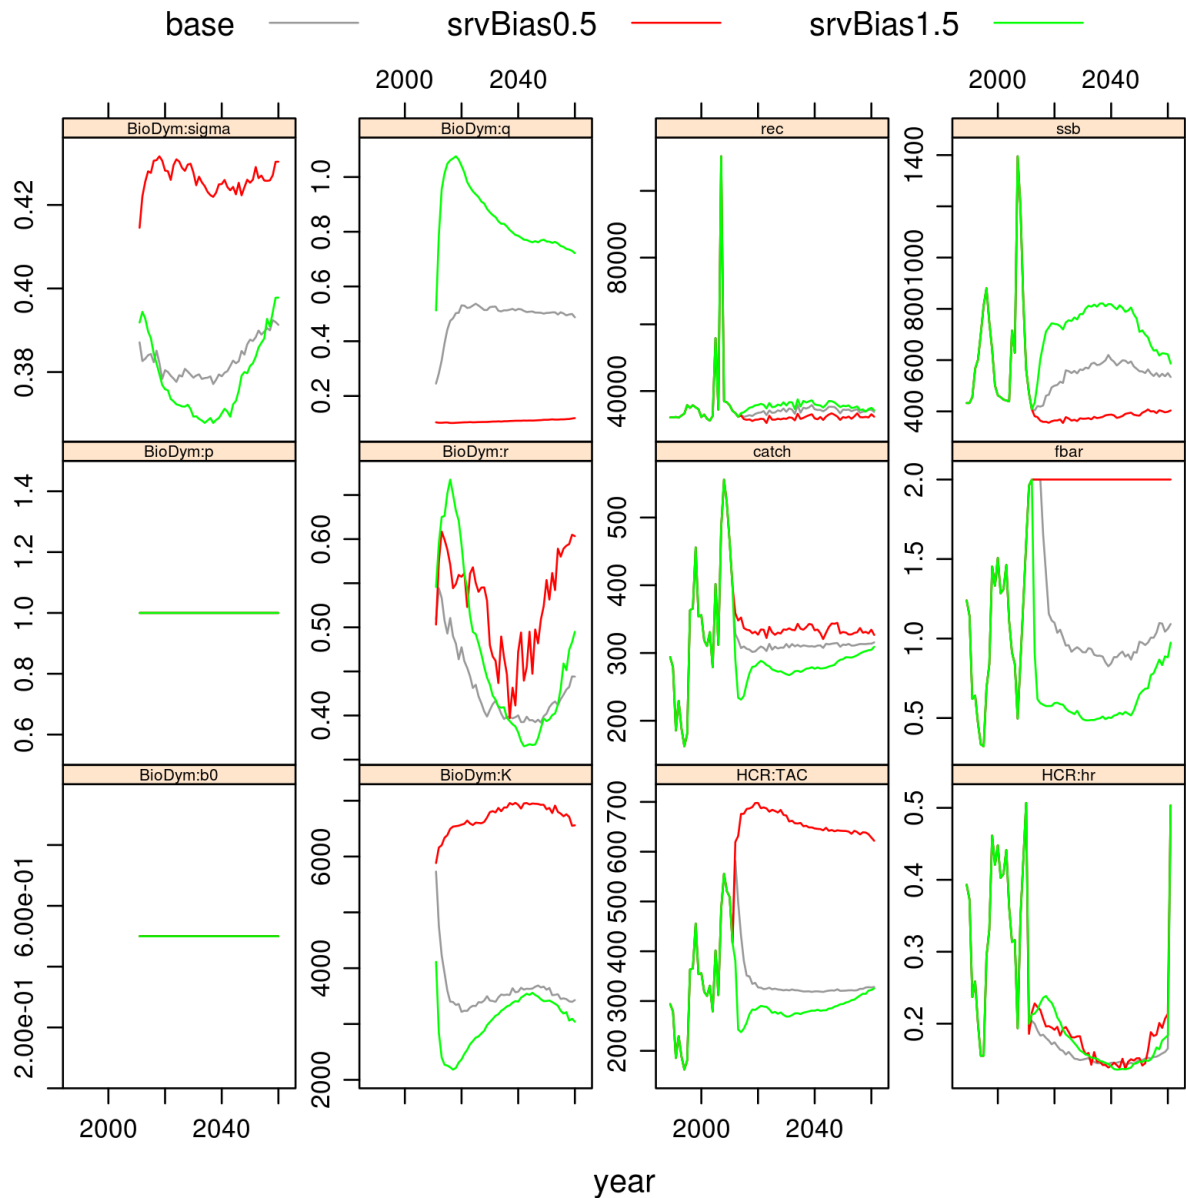 base srvBias0.5 srvBias1.5
2000 2040 2000 2040
BioDym:sigma BioDym:q rec ssb
0.38 0.40 0.42
0.2 0.4 0.6 0.8 1.0
40000 80000
400 600 800 1000 1400
BioDym:p BioDym:r catch fbar
0.6 0.8 1.0 1.2 1.4
0.40 0.50 0.60
200 300 400 500
0.5 1.0 1.5 2.0
BioDym:b0 BioDym:K HCR:TAC HCR:hr
2.00e-01 6.00e-01
2000 4000 6000
200 300 400 500 600 700
0.2 0.3 0.4 0.5
2000 2040 2000 2040
year